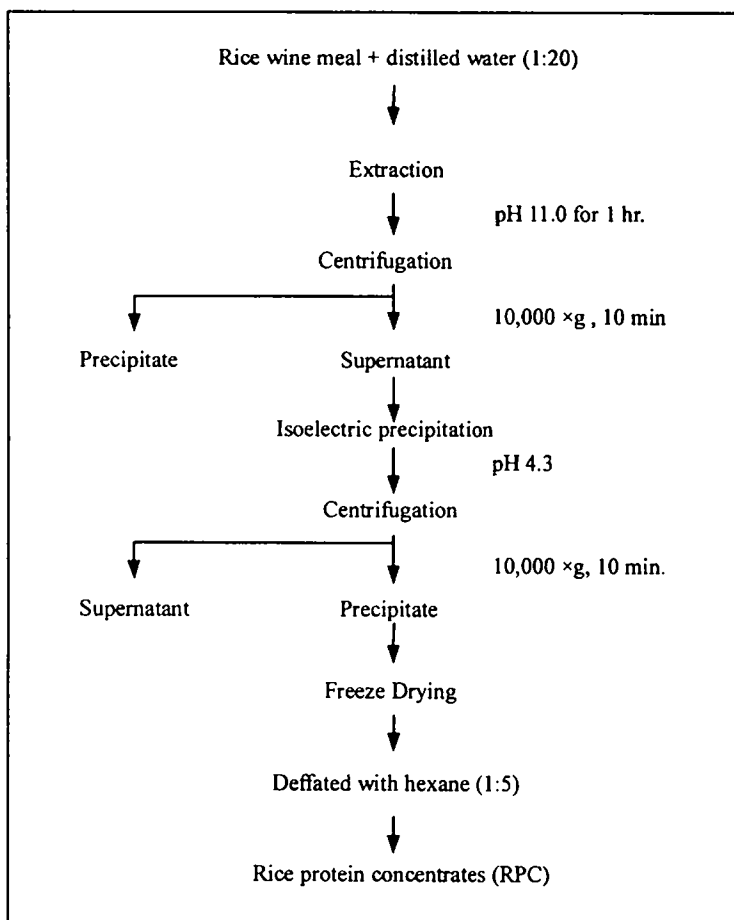 Rice wine meal + distilled water (1:20)
Extraction
pH 11.0 for 1 hr.
Centrifugation
10,000 ×g , 10 min
Precipitate
Supernatant
Isoelectric precipitation
pH 4.3
Centrifugation
10,000 ×g, 10 min.
Supernatant
Precipitate
Freeze Drying
Deffated with hexane (1:5)
Rice protein concentrates (RPC)